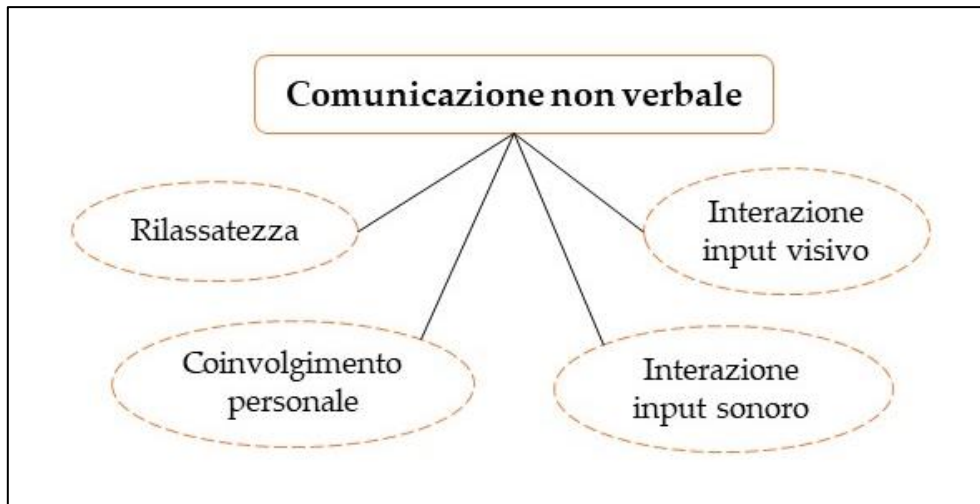 Comunicazione non verbale
Rilassatezza
Interazione
input visivo
Coinvolgimento
personale
Interazione
input sonoro